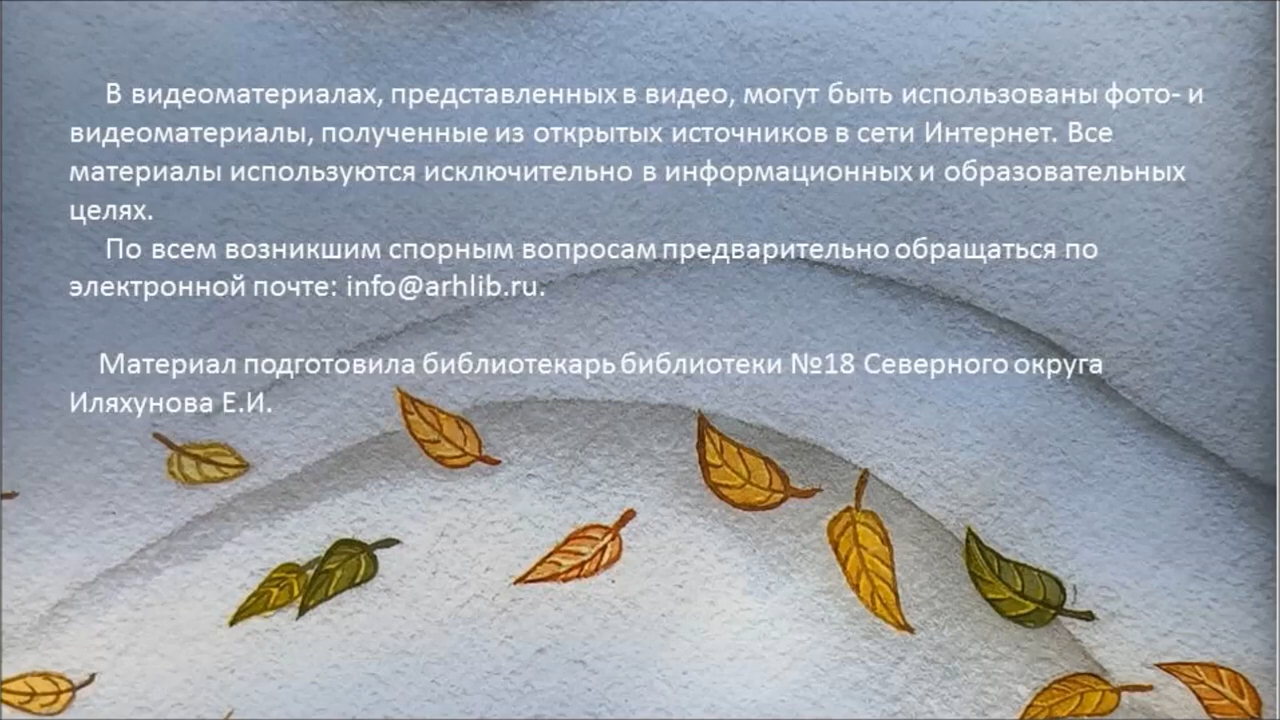 В видеоматериалах, представленных в видео, могут быть использованы фото- и
видеоматериалы, полученные из открытых источников в сети Интернет. Все
материалы используются исключительно в информационных и образовательных
целях.
По всем возникшим спорным вопросам предварительно обращаться по
электронной почте: info@arhlib.ru.
Материал подготовила библиотекарь библиотеки №18 Северного округа
Иляхунова Е.И.